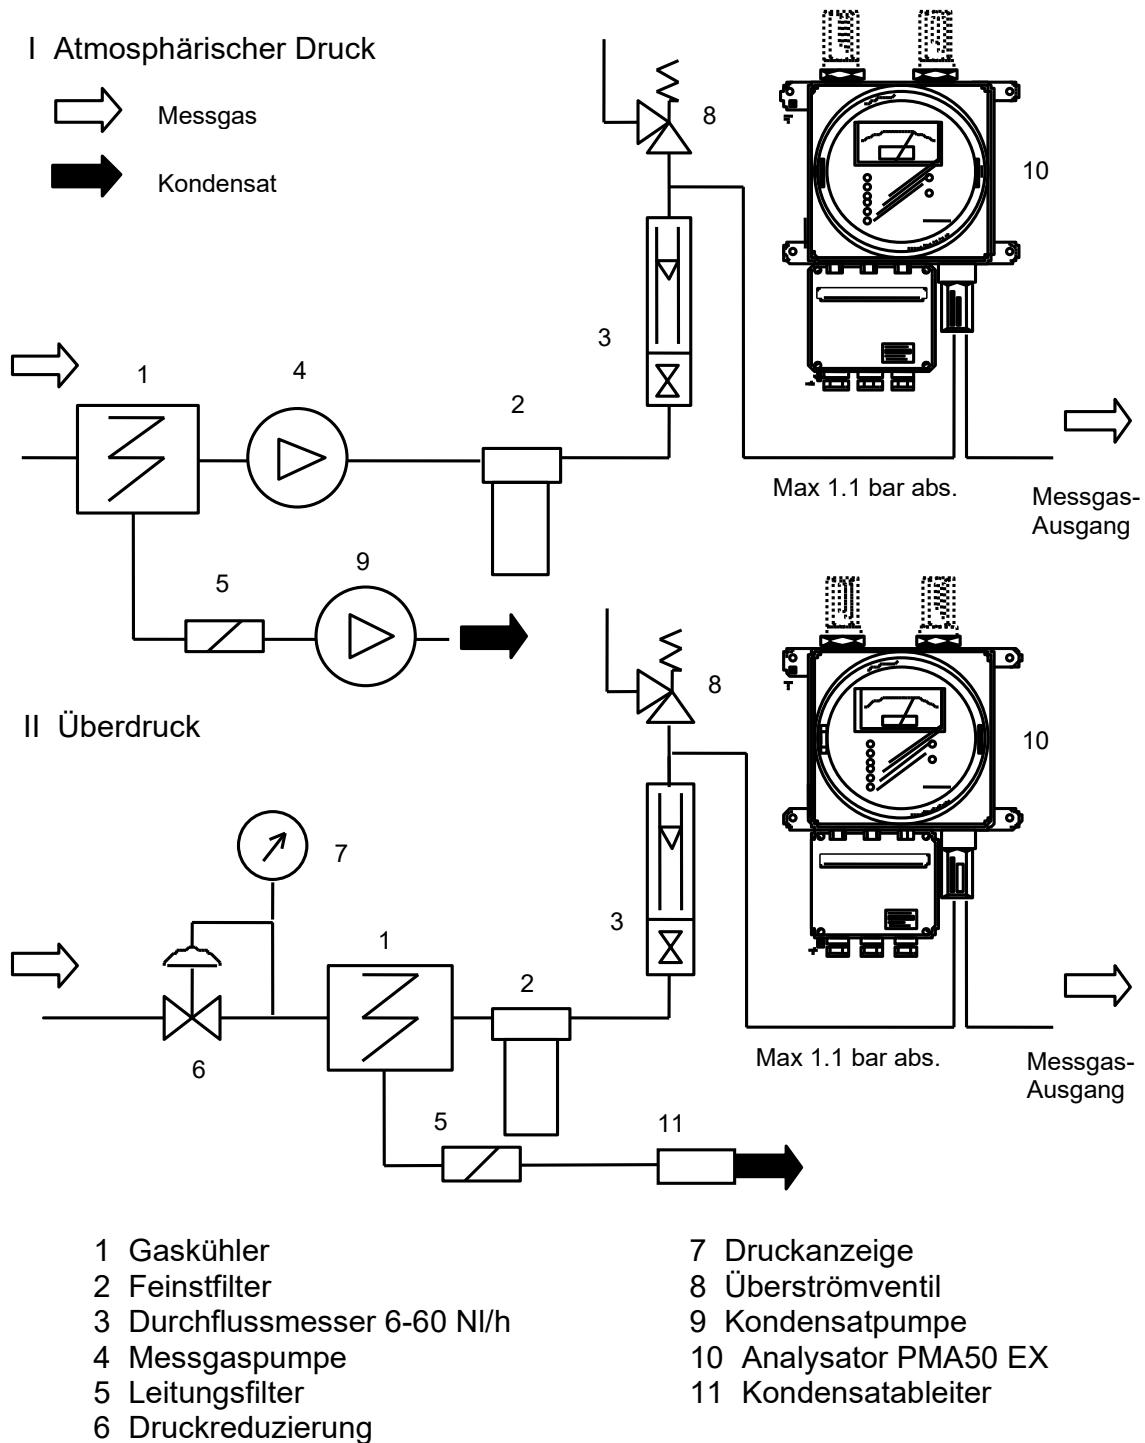 I Atmosphärischer Druck
Messgas
Kondensat
8
10
3
1
4
2
Max 1.1 bar abs.
Messgas-
Ausgang
9
5
8
II Überdruck
10
7
3
1
2
6
Max 1.1 bar abs.
Messgas-
Ausgang
5
11
1 Gaskühler
2 Feinstfilter
3 Durchflussmesser 6-60 Nl/h
4 Messgaspumpe
5 Leitungsfilter
6 Druckreduzierung
7 Druckanzeige
8 Überströmventil
9 Kondensatpumpe
10 Analysator PMA50 EX
11 Kondensatableiter